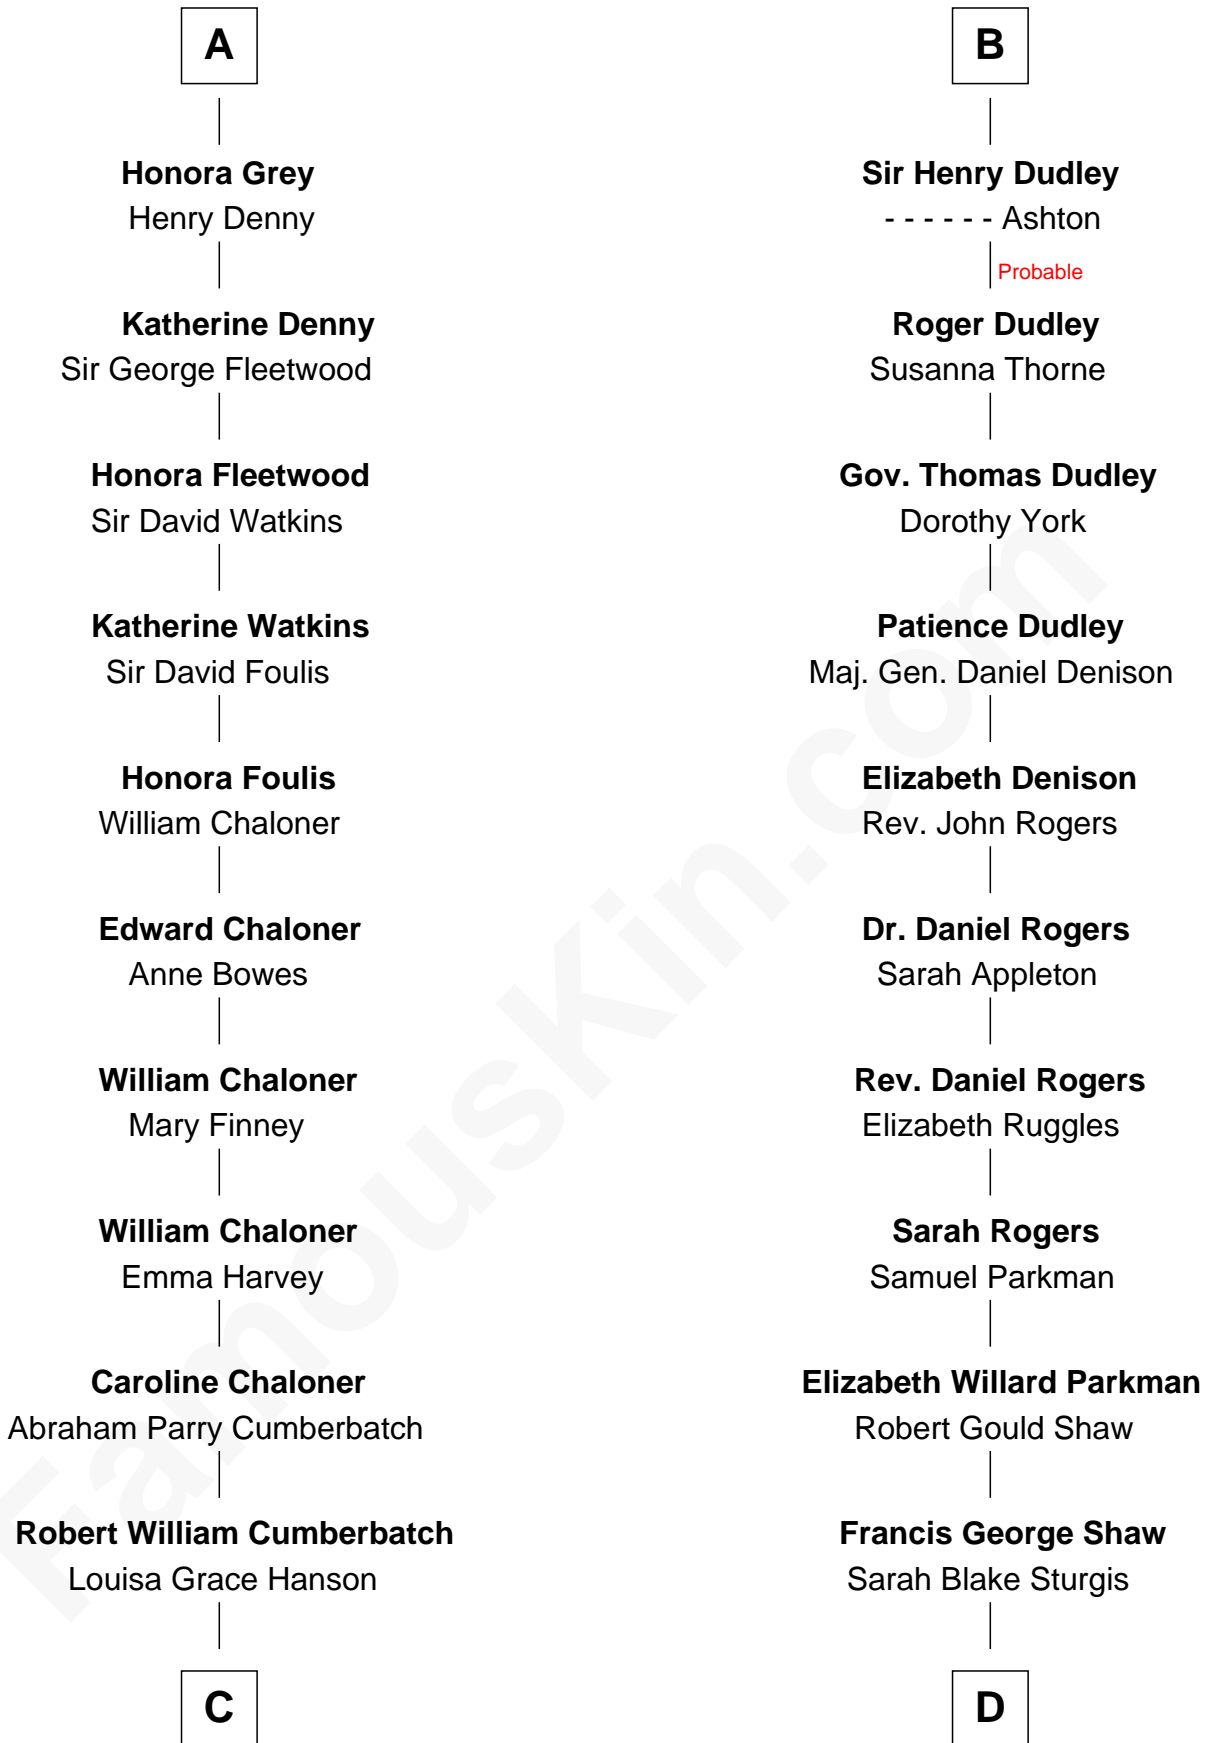 A
Honora Grey
Henry Denny
Katherine Denny
Sir George Fleetwood
Honora Fleetwood
Sir David Watkins
Katherine Watkins
Sir David Foulis
Honora Foulis
William Chaloner
Edward Chaloner
Anne Bowes
William Chaloner
Mary Finney
William Chaloner
Emma Harvey
Caroline Chaloner
Abraham Parry Cumberbatch
Robert William Cumberbatch
Louisa Grace Hanson
C
B
Sir Henry Dudley
- - - - - - Ashton
Probable
Roger Dudley
Susanna Thorne
Gov. Thomas Dudley
Dorothy York
Patience Dudley
Maj. Gen. Daniel Denison
Elizabeth Denison
Rev. John Rogers
Dr. Daniel Rogers
Sarah Appleton
Rev. Daniel Rogers
Elizabeth Ruggles
Sarah Rogers
Samuel Parkman
Elizabeth Willard Parkman
Robert Gould Shaw
Francis George Shaw
Sarah Blake Sturgis
D
FamousKin.com